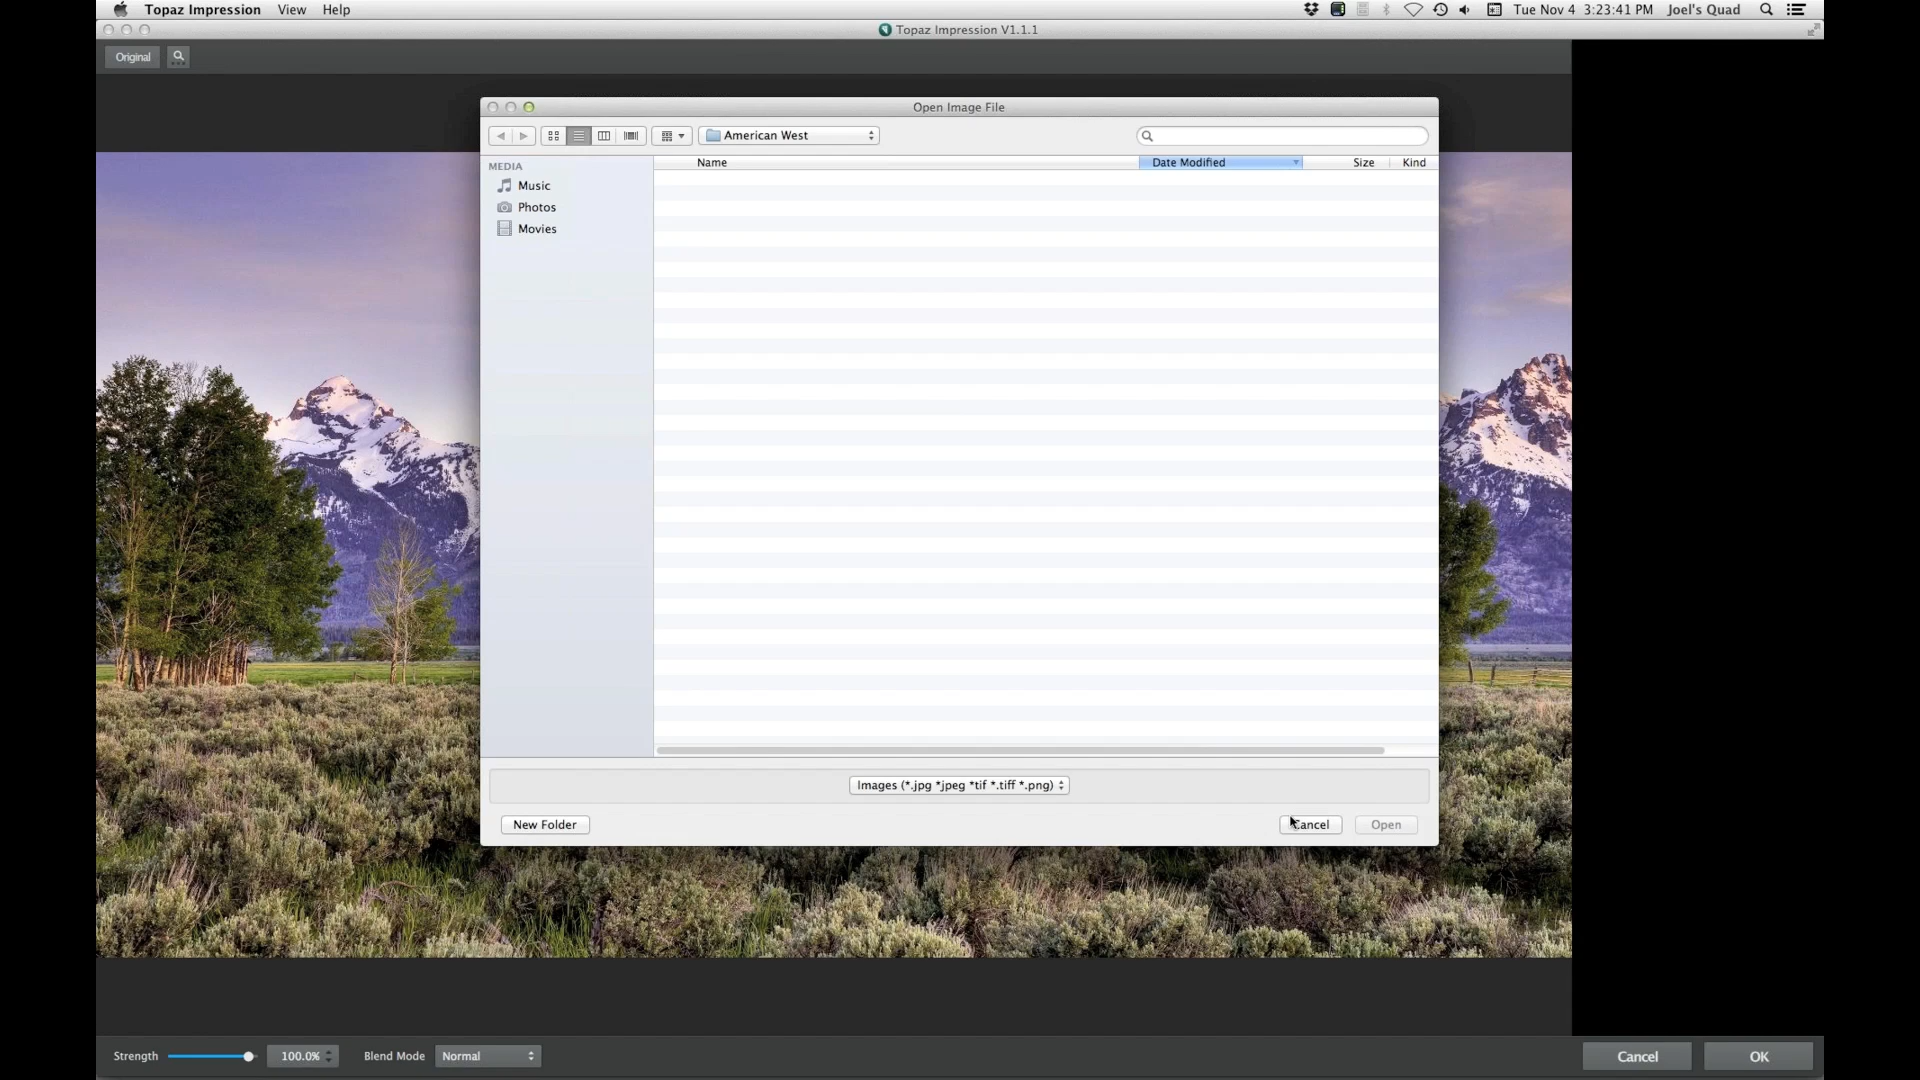 Topaz Impression View Help Tue Nov 4 3:23:41 PM Joel's Quad
Topaz Impression V1.1.1
Original
Open Image File
American West
MEDIA
Name Date Modified Size Kind
Music
Photos
Movies
Images (*.jpg *jpeg *tif *.tiff *.png)
New Folder Cancel Open
Strength 100.0% Blend Mode Normal Cancel OK